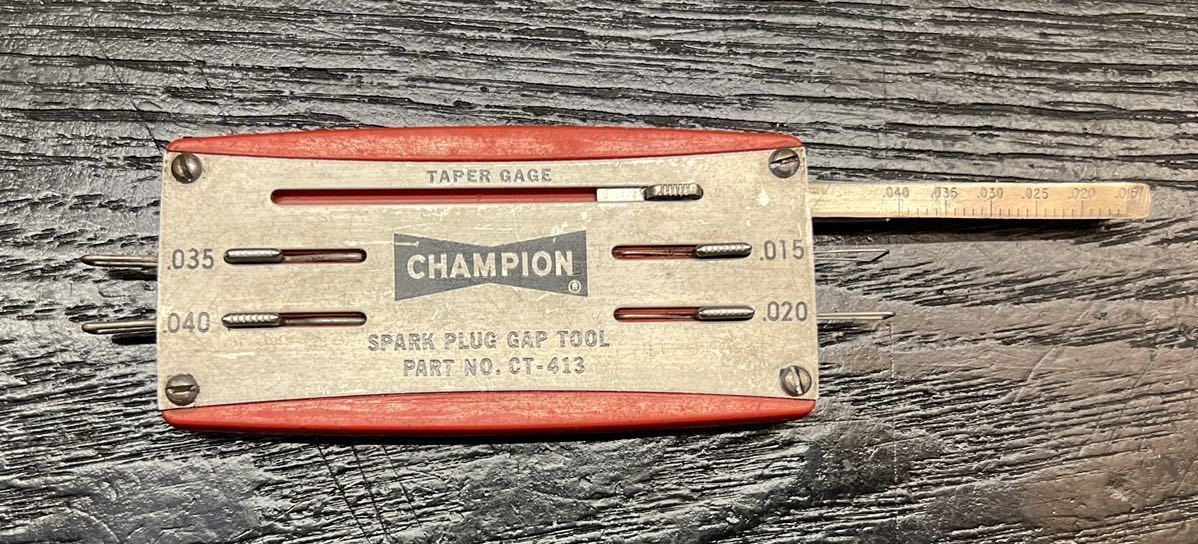 TAPER GAGE
.040 .035 .030 .025 .020 .016
.035
CHAMPION
®
.015
.040
.020
SPARK PLUG GAP TOOL
PART NO. CT-413